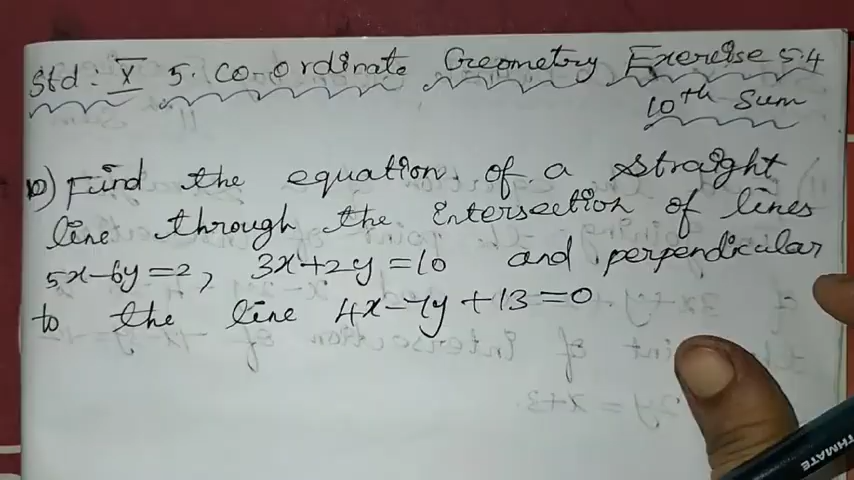 Std: X 5. Co-ordinate Geometry Exercise 5.4
10th Sum
10) Find the equation of a straight
line through the intersection of lines
5x-6y=2, 3x+2y=10 and perpendicular
to the line 4x-7y+13=0
THMATE